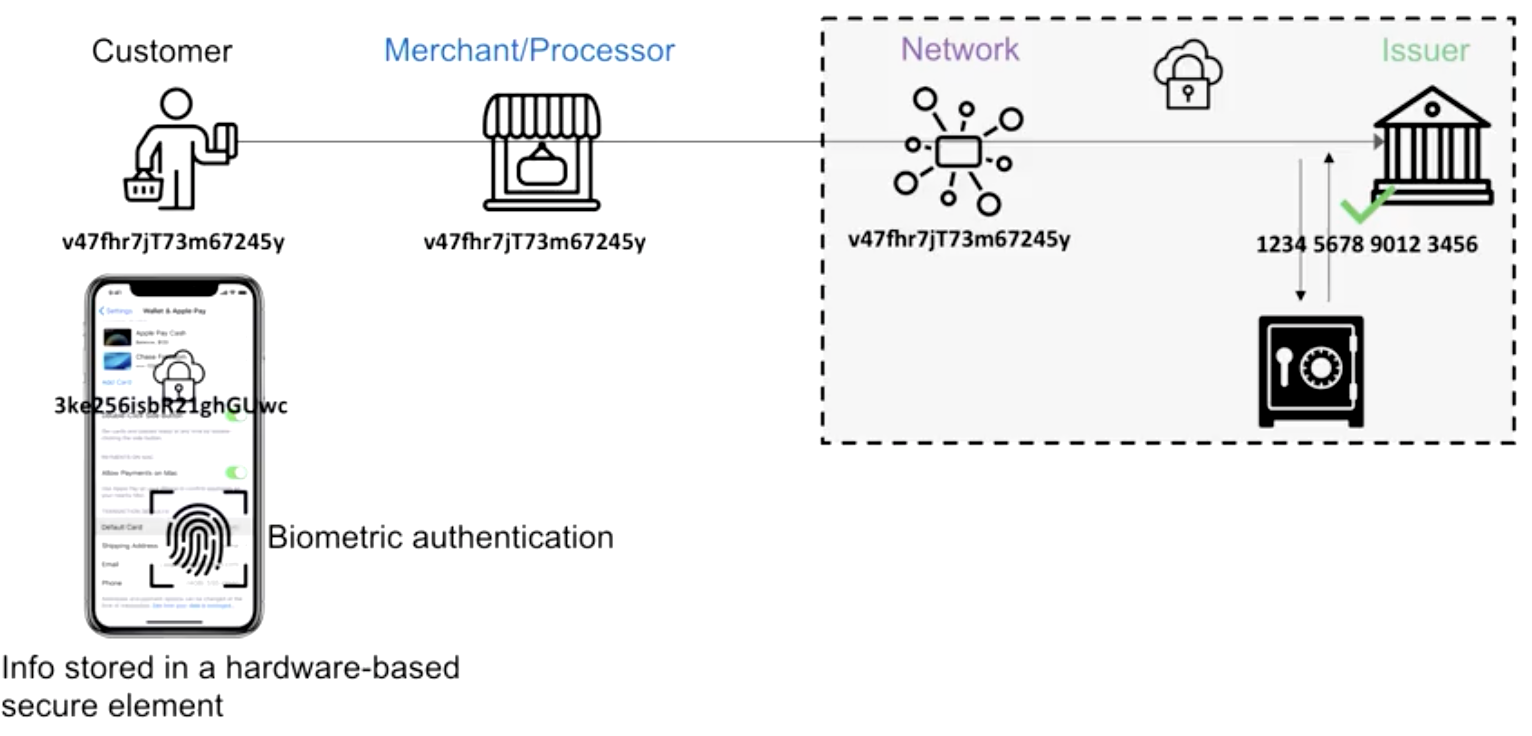 Customer
Merchant/Processor
Network
Issuer
v47fhr7jT73m67245y
v47fhr7jT73m67245y
v47fhr7jT73m67245y
1234 5678 9012 3456
Settings
Wallet & Apple Pay
Apple Pay Cash
Chase
Add Card
3ke256isbR21ghGUwc
Allow Payments on Mac
Default Card
Shipping Address
Email
Phone
Biometric authentication
Info stored in a hardware-based
secure element